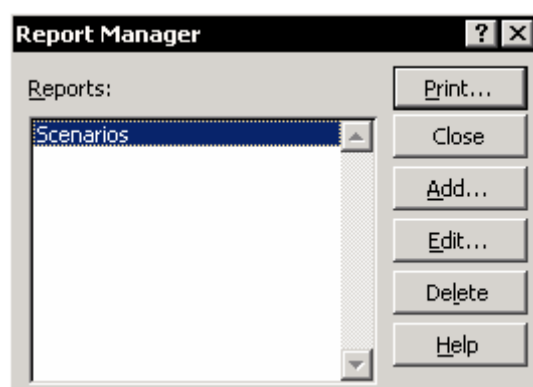 Report Manager
Reports:
Scenarios
Print...
Close
Add...
Edit...
Delete
Help